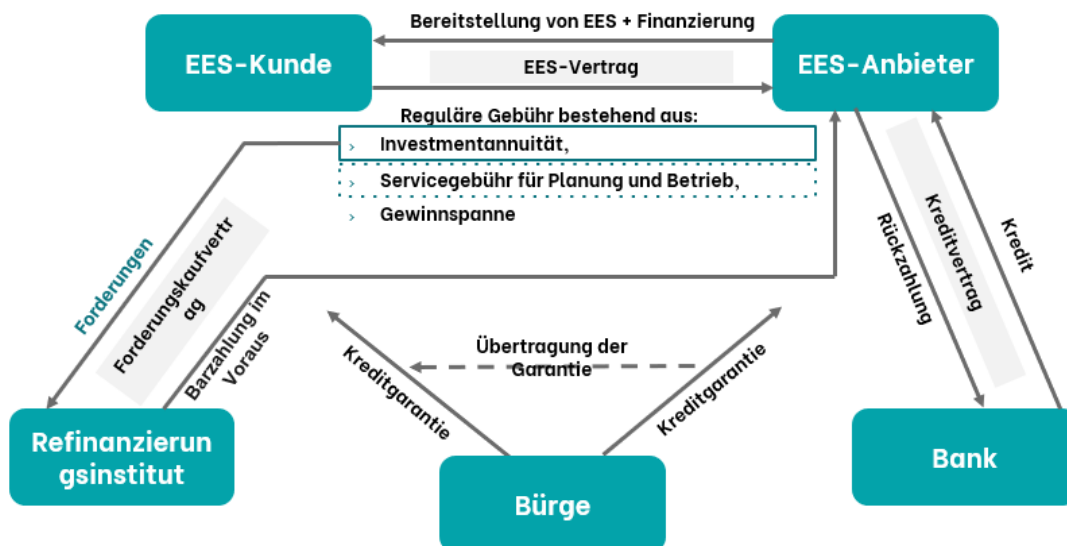 Bereitstellung von EES + Finanzierung
EES-Kunde
EES-Vertrag
EES-Anbieter
Reguläre Gebühr bestehend aus:
› Investmentannuität,
› Servicegebühr für Planung und Betrieb,
› Gewinnspanne
Forderungen
Forderungskaufvertr
ag
Barzahlung im
Voraus
Kreditgarantie
Übertragung der
Garantie
Kreditgarantie
Rückzahlung
Kreditvertrag
Kredit
Refinanzierun
gsinstitut
Bürge
Bank